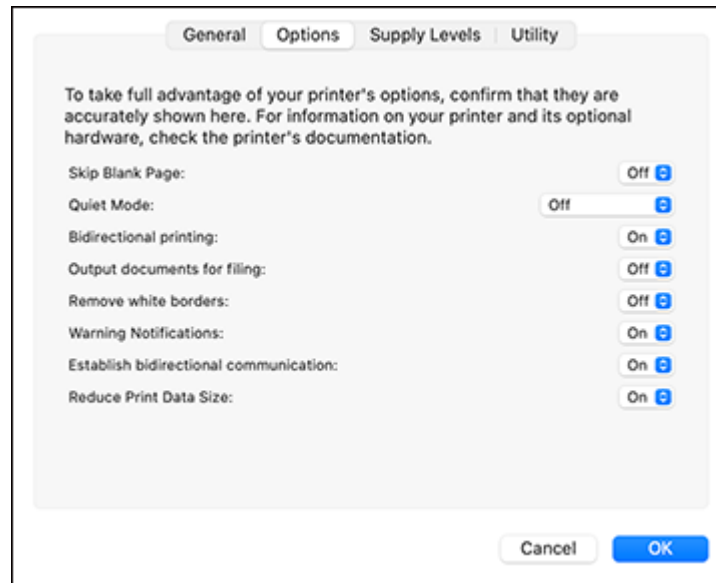 General Options Supply Levels Utility
To take full advantage of your printer's options, confirm that they are
accurately shown here. For information on your printer and its optional
hardware, check the printer's documentation.
Skip Blank Page: Off
Quiet Mode: Off
Bidirectional printing: On
Output documents for filing: Off
Remove white borders: Off
Warning Notifications: On
Establish bidirectional communication: On
Reduce Print Data Size: On
Cancel OK